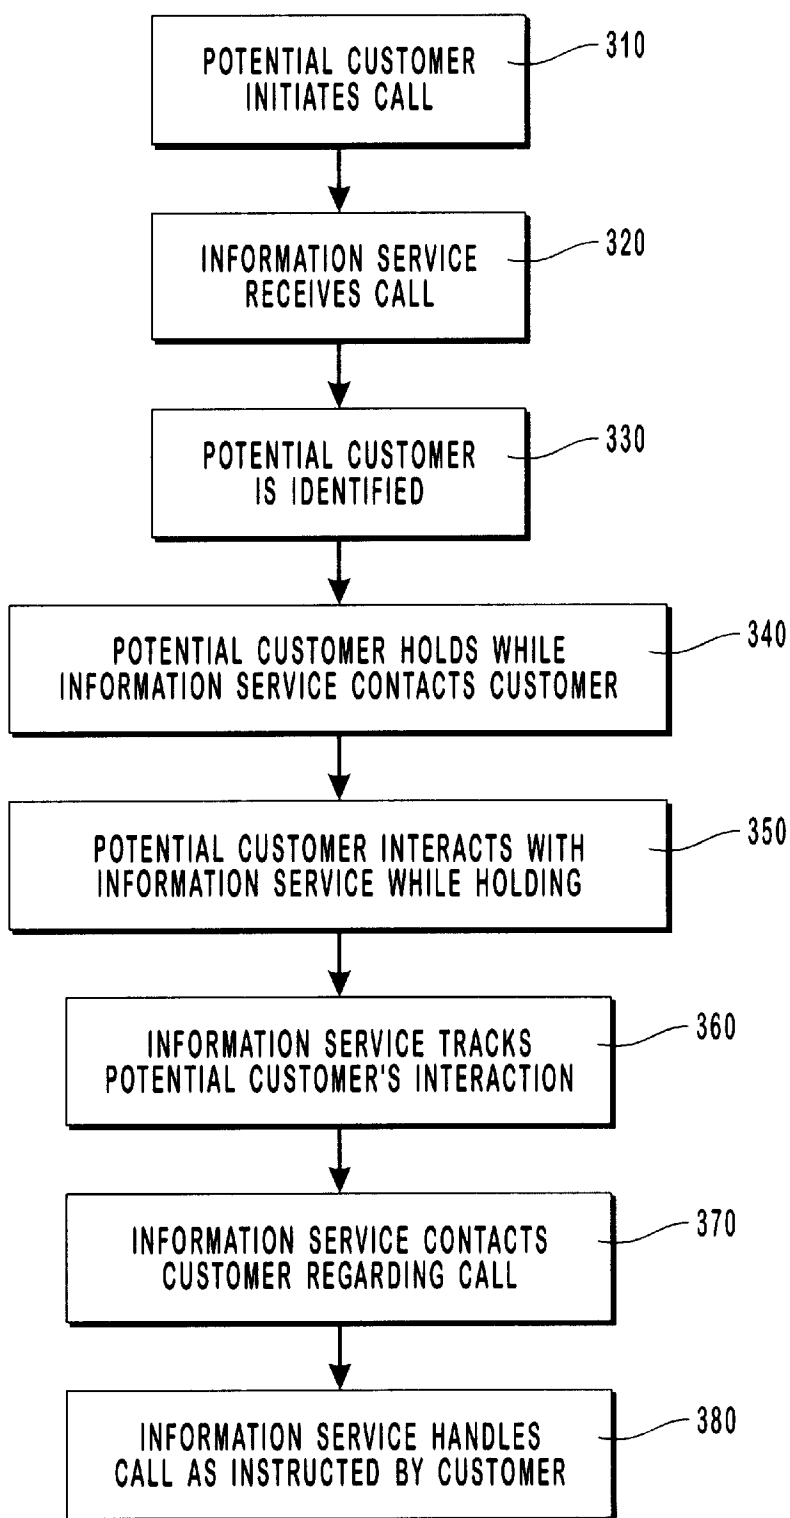 POTENTIAL CUSTOMER
INITIATES CALL
310
INFORMATION SERVICE
RECEIVES CALL
320
POTENTIAL CUSTOMER
IS IDENTIFIED
330
POTENTIAL CUSTOMER HOLDS WHILE
INFORMATION SERVICE CONTACTS CUSTOMER
340
POTENTIAL CUSTOMER INTERACTS WITH
INFORMATION SERVICE WHILE HOLDING
350
INFORMATION SERVICE TRACKS
POTENTIAL CUSTOMER'S INTERACTION
360
INFORMATION SERVICE CONTACTS
CUSTOMER REGARDING CALL
370
INFORMATION SERVICE HANDLES
CALL AS INSTRUCTED BY CUSTOMER
380